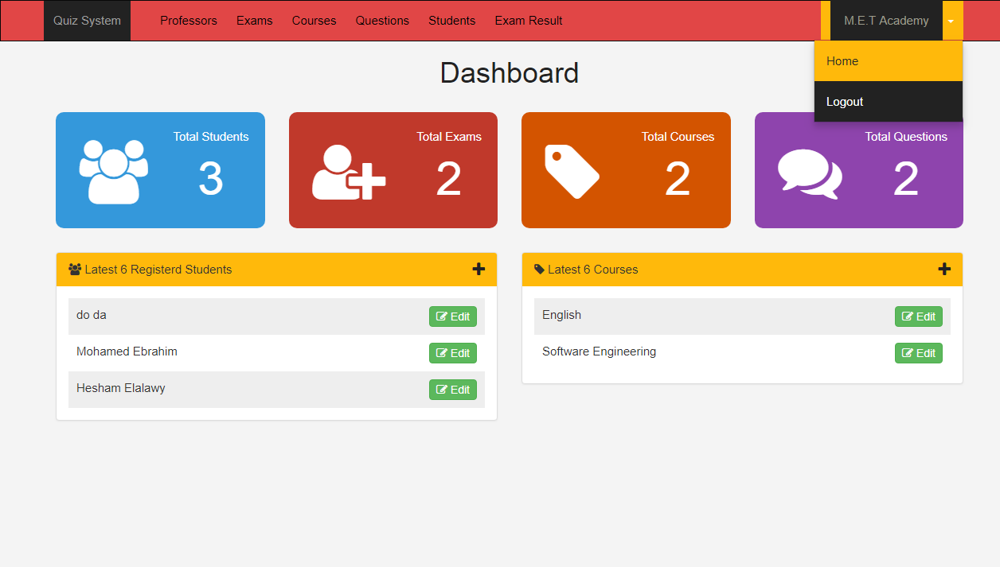 Quiz System Professors Exams Courses Questions Students Exam Result M.E.T Academy
Home
Logout
Dashboard
Total Students
3
Total Exams
2
Total Courses
2
Total Questions
2
Latest 6 Registerd Students
do da Edit
Mohamed Ebrahim Edit
Hesham Elalawy Edit
Latest 6 Courses
English Edit
Software Engineering Edit